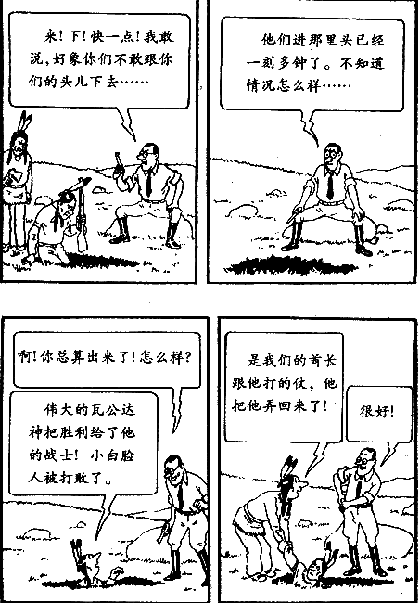 来！下！快一点！我敢
说，好象你们不敢跟你
们的头儿下去……
他们进那里头已经
一刻多钟了。不知道
情况怎么样……
啊！你总算出来了！怎么样？
伟大的瓦公达
神把胜利给了他
的战士！小白脸
人被打败了。
是我们的首长
跟他打的仗，他
把他弄回来了！
很好！